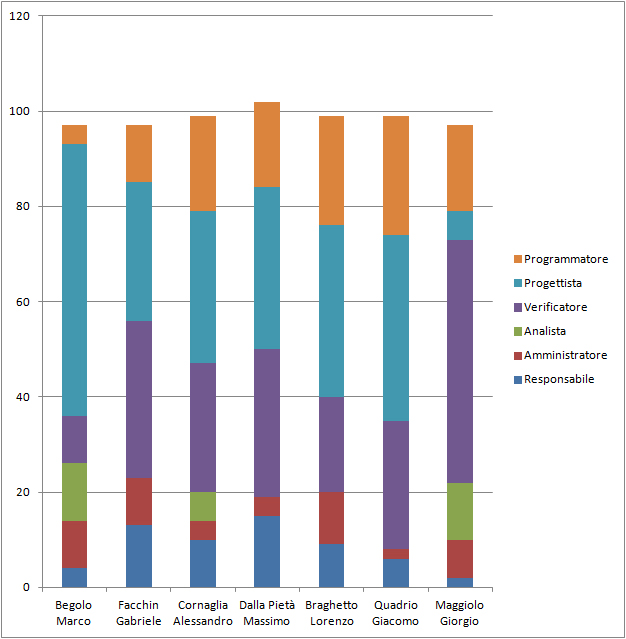 120
100
80
60
40
20
0
Programmatore
Progettista
Verificatore
Analista
Amministratore
Responsabile
Begolo Marco
Facchin Gabriele
Cornaglia Alessandro
Dalla Pietà Massimo
Braghetto Lorenzo
Quadrio Giacomo
Maggiolo Giorgio